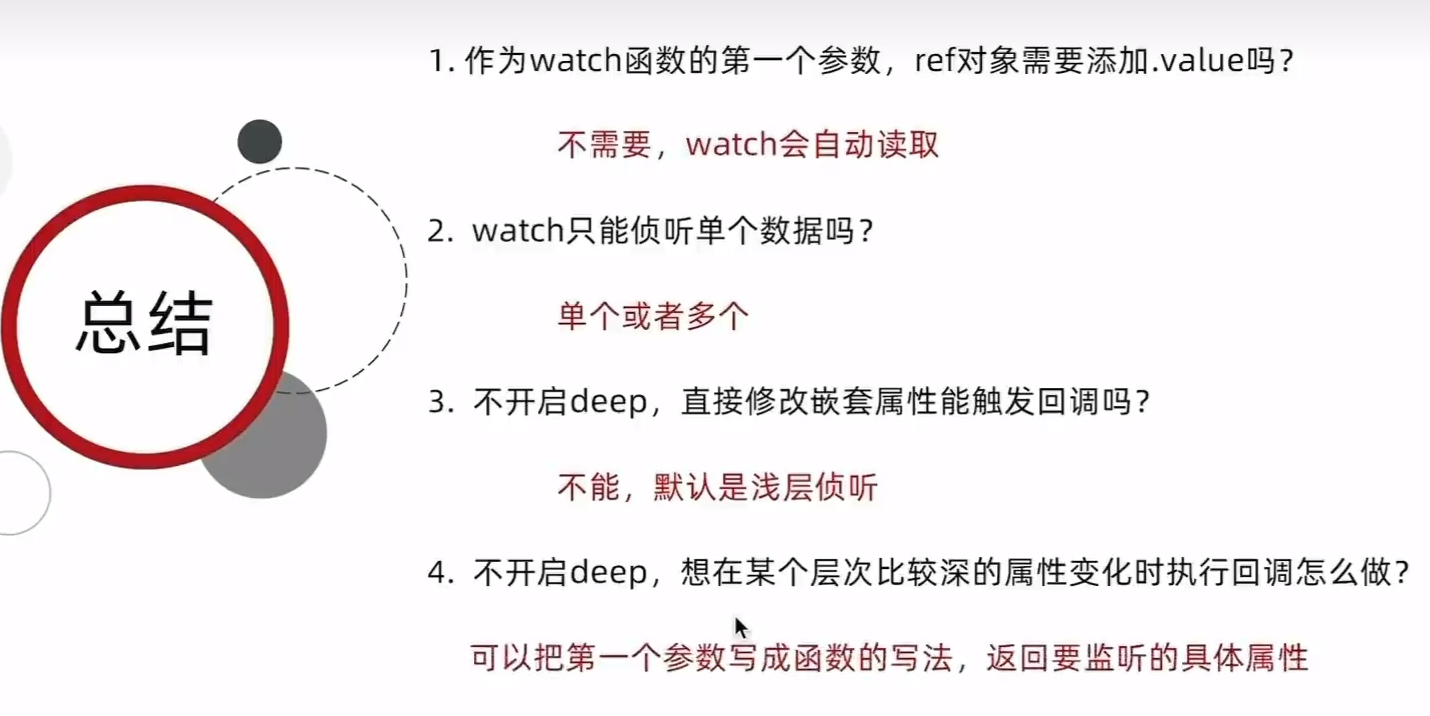 总结
1. 作为watch函数的第一个参数，ref对象需要添加.value吗？
不需要，watch会自动读取
2. watch只能侦听单个数据吗？
单个或者多个
3. 不开启deep，直接修改嵌套属性能触发回调吗？
不能，默认是浅层侦听
4. 不开启deep，想在某个层次比较深的属性变化时执行回调怎么做？
可以把第一个参数写成函数的写法，返回要监听的具体属性